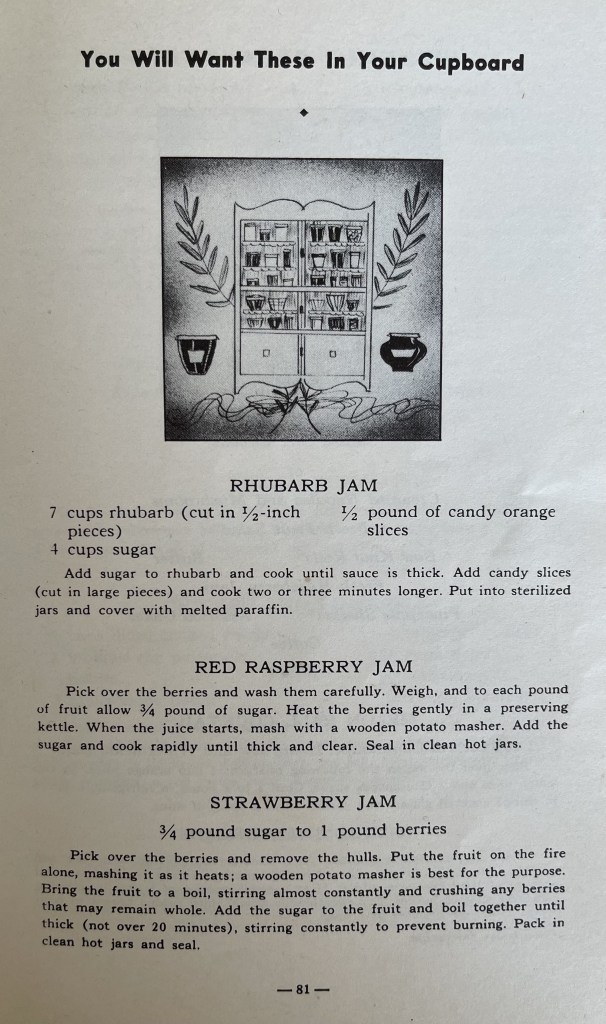 You Will Want These In Your Cupboard
RHUBARB JAM
7 cups rhubarb (cut in 1/2-inch
pieces)
4 cups sugar
1/2 pound of candy orange
slices
Add sugar to rhubarb and cook until sauce is thick. Add candy slices
(cut in large pieces) and cook two or three minutes longer. Put into sterilized
jars and cover with melted paraffin.
RED RASPBERRY JAM
Pick over the berries and wash them carefully. Weigh, and to each pound
of fruit allow 3/4 pound of sugar. Heat the berries gently in a preserving
kettle. When the juice starts, mash with a wooden potato masher. Add the
sugar and cook rapidly until thick and clear. Seal in clean hot jars.
STRAWBERRY JAM
3/4 pound sugar to 1 pound berries
Pick over the berries and remove the hulls. Put the fruit on the fire
alone, mashing it as it heats; a wooden potato masher is best for the purpose.
Bring the fruit to a boil, stirring almost constantly and crushing any berries
that may remain whole. Add the sugar to the fruit and boil together until
thick (not over 20 minutes), stirring constantly to prevent burning. Pack in
clean hot jars and seal.
— 81 —